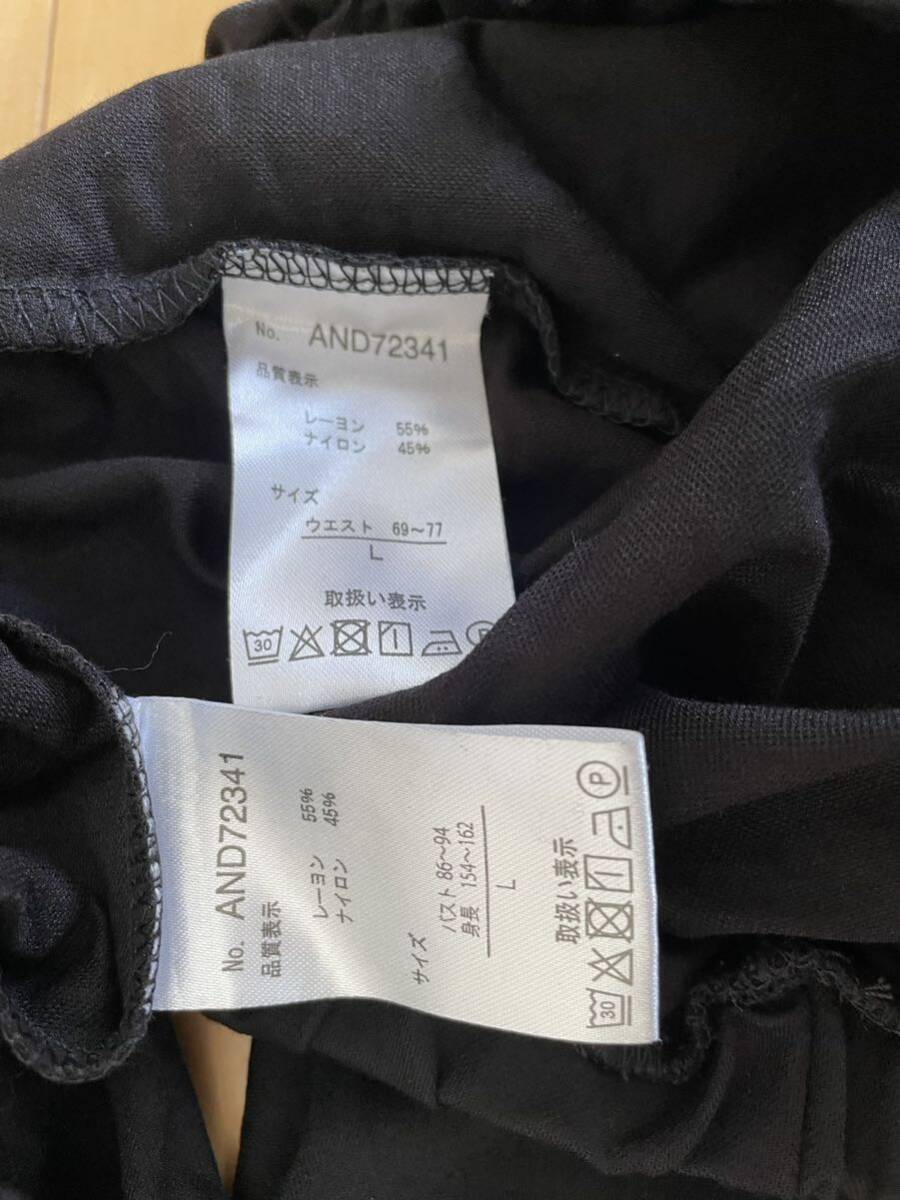 No. AND72341
品質表示
レーヨン 55%
ナイロン 45%
サイズ
ウエスト 69～77
L
取扱い表示
30
P
No. AND72341
品質表示
レーヨン 55%
ナイロン 45%
サイズ
バスト 86～94
身長 154～162
L
取扱い表示
30
P